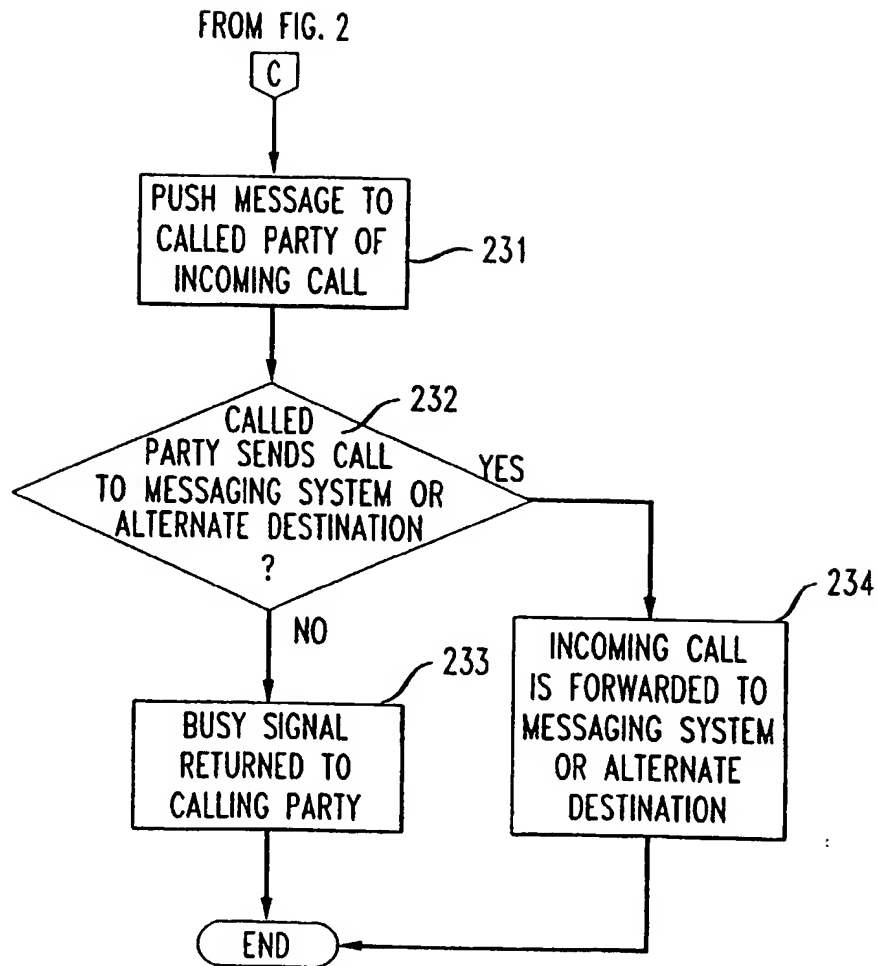 FROM FIG. 2
C
PUSH MESSAGE TO
CALLED PARTY OF
INCOMING CALL
231
CALLED
PARTY SENDS CALL
TO MESSAGING SYSTEM OR
ALTERNATE DESTINATION
?
232
YES
NO
233
BUSY SIGNAL
RETURNED TO
CALLING PARTY
234
INCOMING CALL
IS FORWARDED TO
MESSAGING SYSTEM
OR ALTERNATE
DESTINATION
END